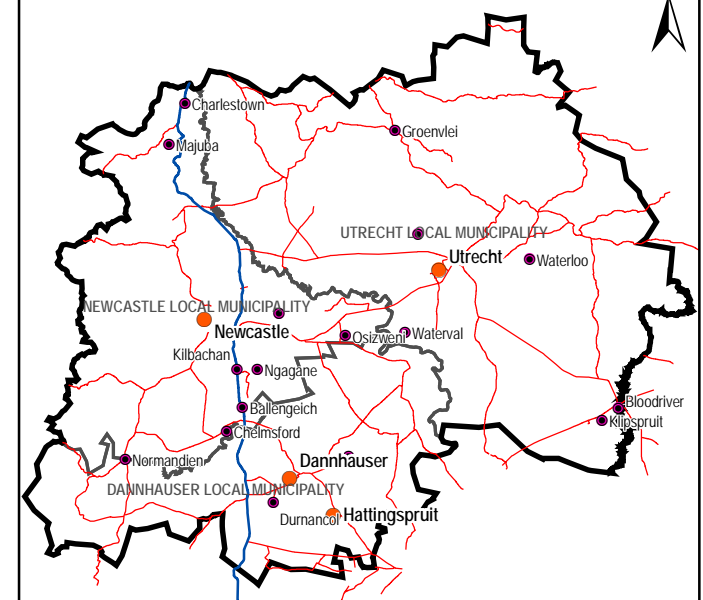 Charlestown
Groenvlei
Majuba
UTRECHT LOCAL MUNICIPALITY
Utrecht
Waterloo
NEWCASTLE LOCAL MUNICIPALITY
Newcastle
Osizweni
Waterval
Kilbachan
Ngagane
Ballengeich
Bloodriver
Klipspruit
Chelmsford
Normandien
Dannhauser
DANNHAUSER LOCAL MUNICIPALITY
Durnancol
Hattingspruit